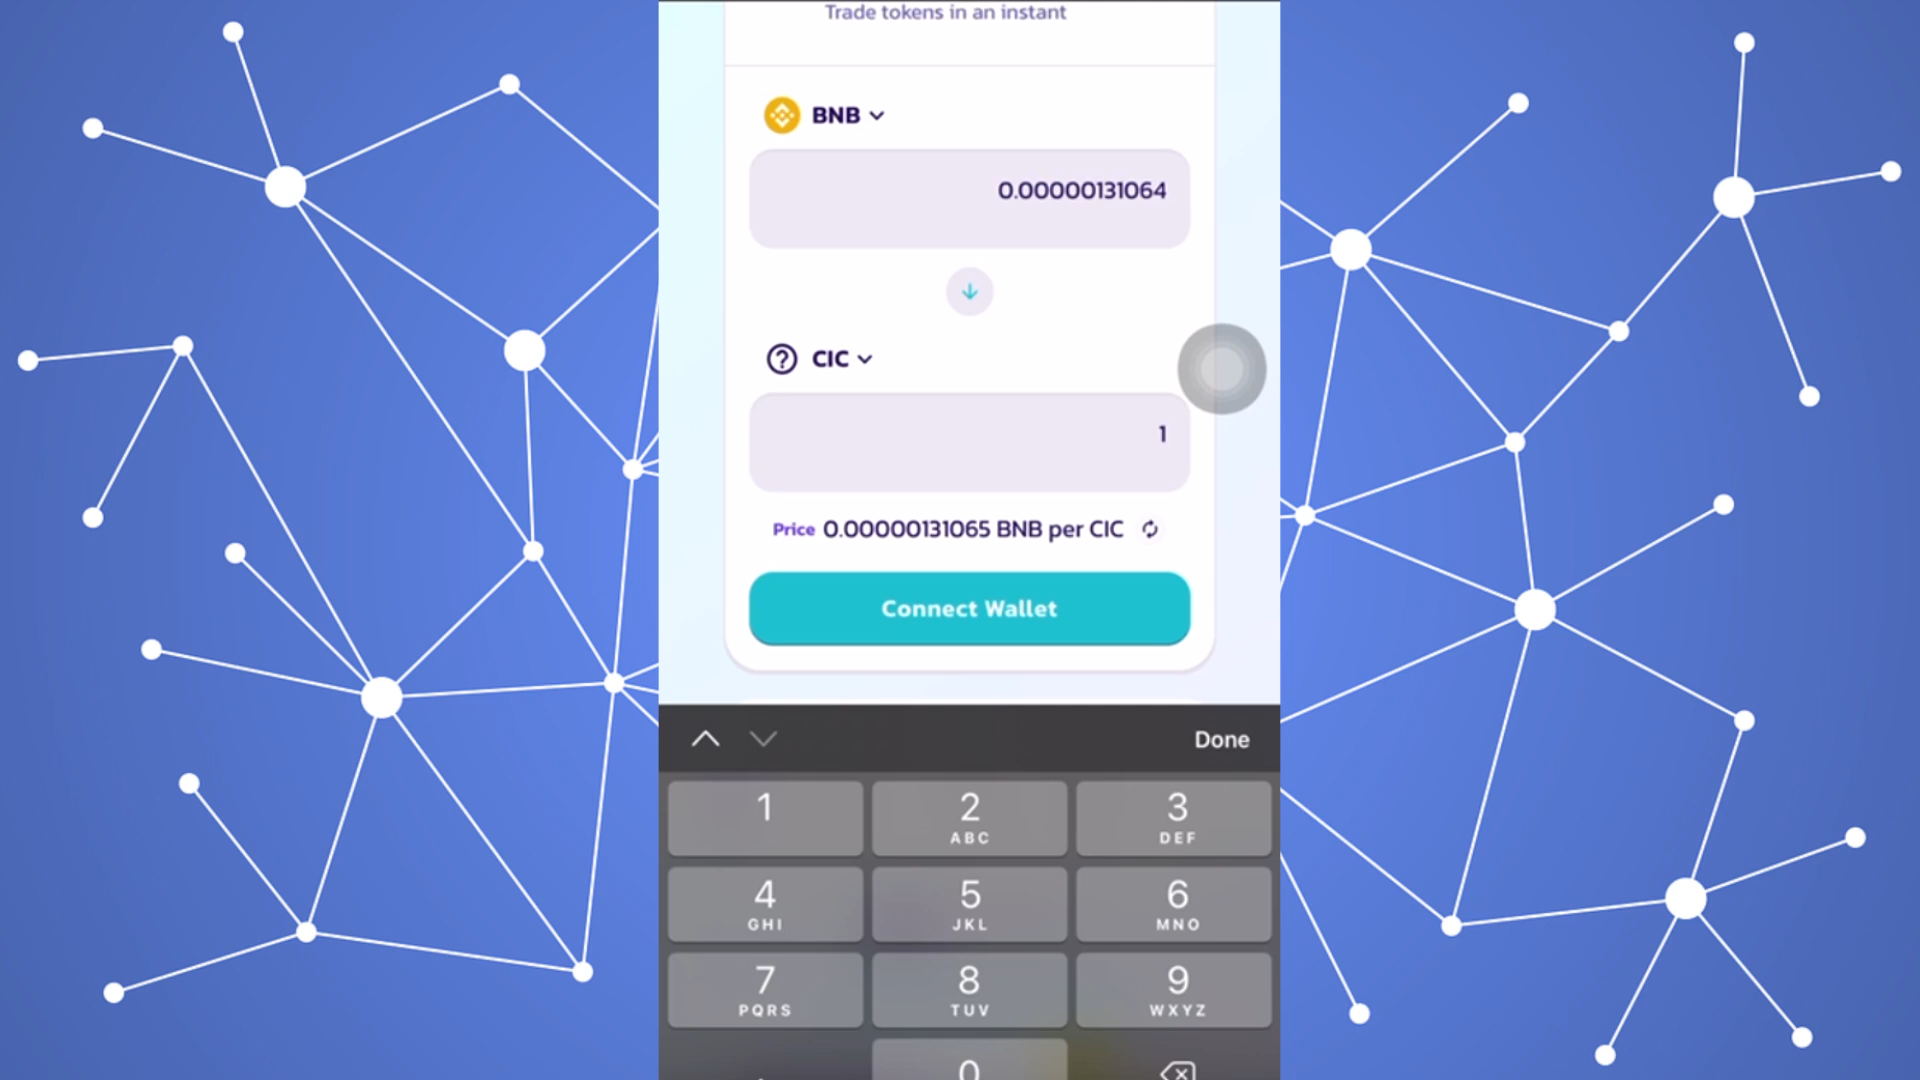 Trade tokens in an instant
BNB
0.00000131064
CIC
1
Price 0.00000131065 BNB per CIC
Connect Wallet
Done
1 2 3
ABC DEF
4 5 6
GHI JKL MNO
7 8 9
PQRS TUV WXYZ
0